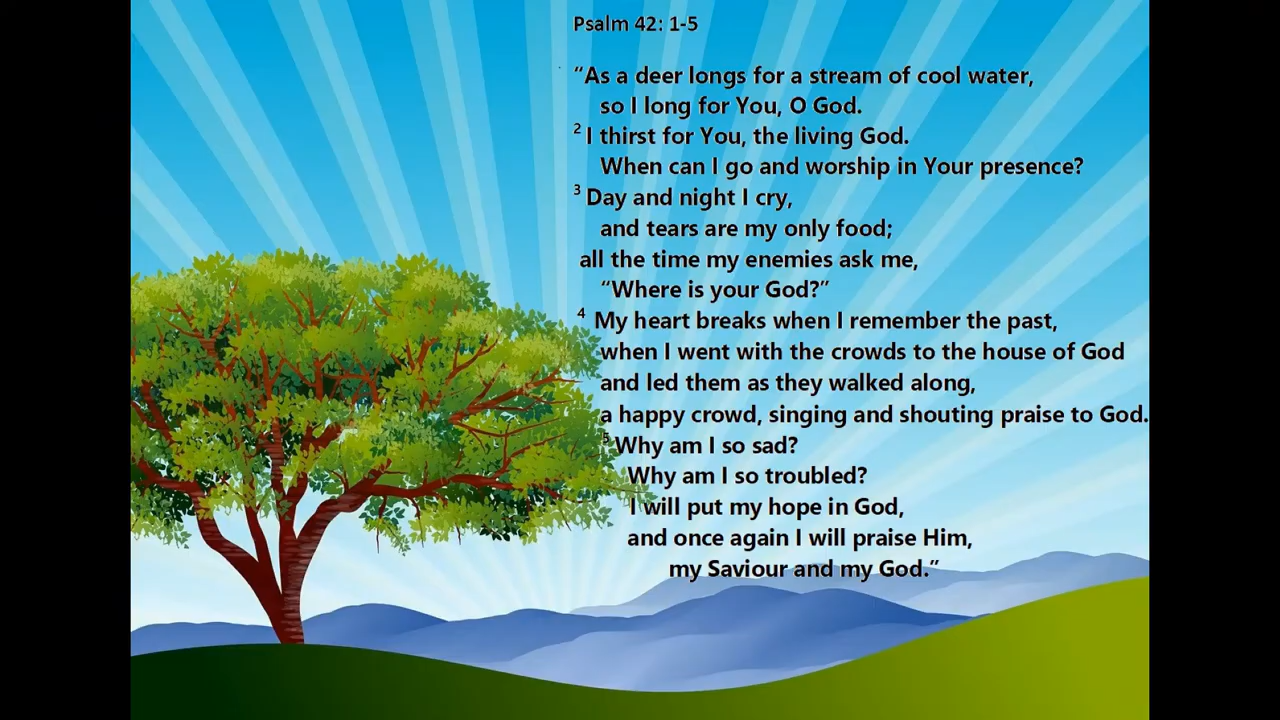 Psalm 42: 1-5
“As a deer longs for a stream of cool water,
so I long for You, O God.
2 I thirst for You, the living God.
When can I go and worship in Your presence?
3 Day and night I cry,
and tears are my only food;
all the time my enemies ask me,
“Where is your God?”
4 My heart breaks when I remember the past,
when I went with the crowds to the house of God
and led them as they walked along,
a happy crowd, singing and shouting praise to God.
5 Why am I so sad?
Why am I so troubled?
I will put my hope in God,
and once again I will praise Him,
my Saviour and my God.”